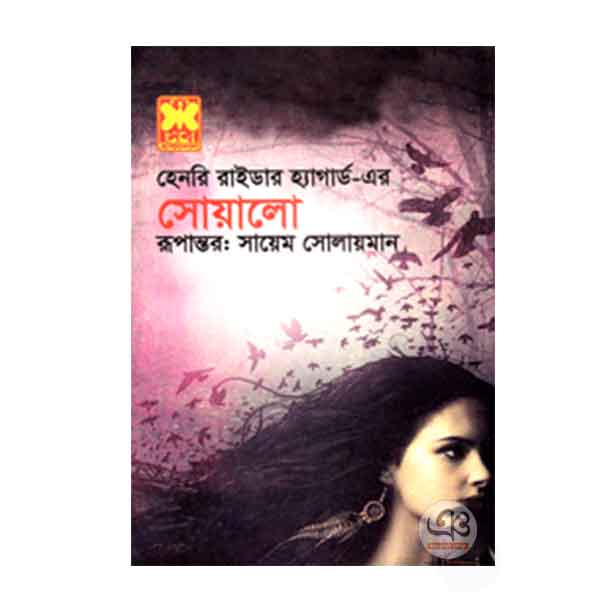 সেবা
হেনরি রাইডার হ্যাগার্ড-এর
সোয়ালো
রূপান্তর: সায়েম সোলায়মান